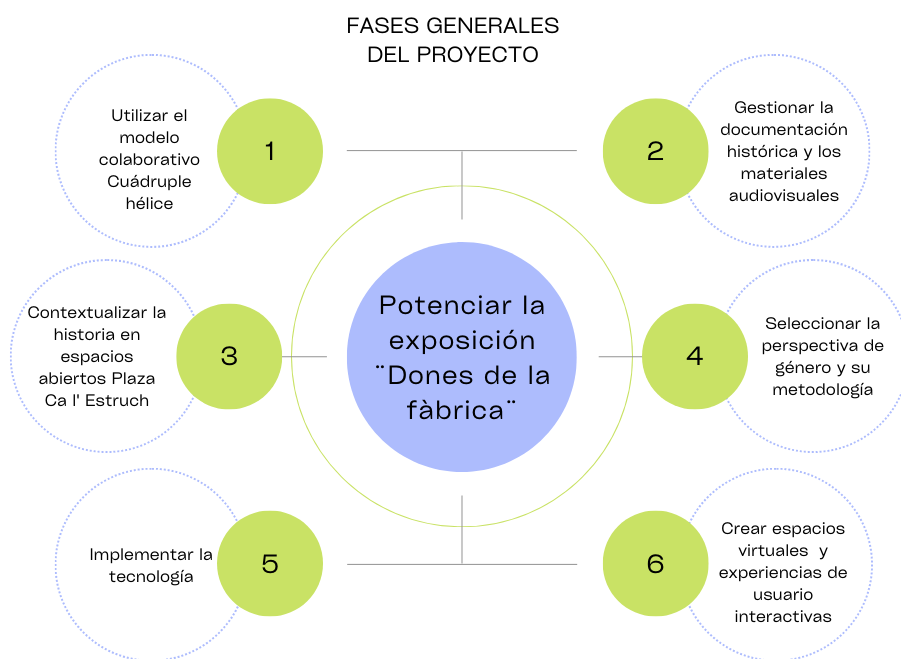 FASES GENERALES
DEL PROYECTO
Utilizar el
modelo
colaborativo
Cuádruple
hélice
1
2
Gestionar la
documentación
histórica y los
materiales
audiovisuales
Contextualizar la
historia en
espacios
abiertos Plaza
Ca l' Estruch
3
Potenciar la
exposición
¨Dones de la
fàbrica¨
4
Seleccionar la
perspectiva de
género y su
metodología
Implementar la
tecnología
5
6
Crear espacios
virtuales y
experiencias de
usuario
interactivas